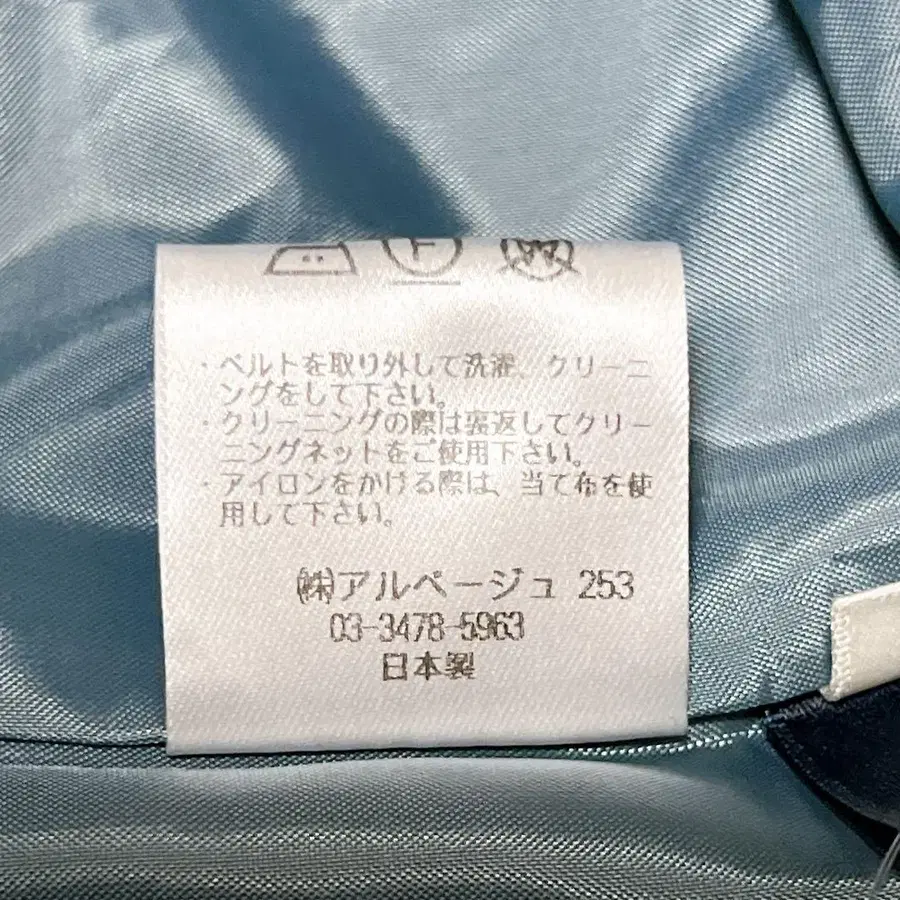 F W
・ベルトを取り外して洗濯、クリーニ
ングをして下さい。
・クリーニングの際は裏返してクリー
ニングネットをご使用下さい。
・アイロンをかける際は、当て布を使
用して下さい。
㈱アルページュ 253
03-3478-5963
日本製